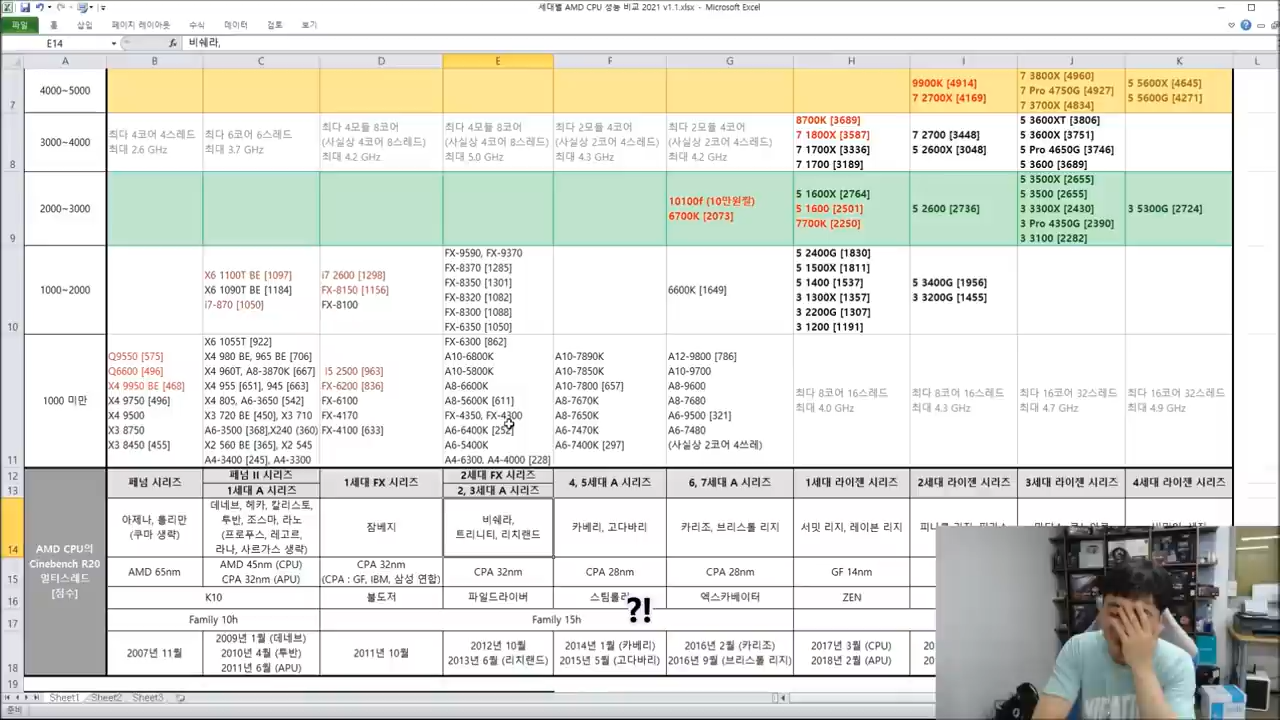 세대별 AMD CPU 성능 비교 2021 v1.1.xlsx - Microsoft Excel
파일 홈 삽입 페이지 레이아웃 수식 데이터 검토 보기
E14 fx 비쉐라,
A B C D E F G H I J K L
7
4000~5000
9900K [4914]
7 2700X [4169]
7 3800X [4960]
7 Pro 4750G [4927]
7 3700X [4834]
5 5600X [4645]
5 5600G [4271]
8
3000~4000
최대 4코어 4스레드
최대 2.6 GHz
최대 6코어 6스레드
최대 3.7 GHz
최대 4모듈 8코어
(사실상 4코어 8스레드)
최대 4.2 GHz
최대 4모듈 8코어
(사실상 4코어 8스레드)
최대 5.0 GHz
최대 2모듈 4코어
(사실상 2코어 4스레드)
최대 4.3 GHz
최대 2모듈 4코어
(사실상 2코어 4스레드)
최대 4.2 GHz
8700K [3689]
7 1800X [3587]
7 1700X [3336]
7 1700 [3189]
7 2700 [3448]
5 2600X [3048]
5 3600XT [3806]
5 3600X [3751]
5 Pro 4650G [3746]
5 3600 [3689]
9
2000~3000
10100f (10만원짤)
6700K [2073]
5 1600X [2764]
5 1600 [2501]
7700K [2250]
5 2600 [2736]
5 3500X [2655]
5 3500 [2655]
3 3300X [2430]
3 Pro 4350G [2390]
3 3100 [2282]
3 5300G [2724]
10
1000~2000
X6 1100T BE [1097]
X6 1090T BE [1184]
i7-870 [1050]
i7 2600 [1298]
FX-8150 [1156]
FX-8100
FX-9590, FX-9370
FX-8370 [1285]
FX-8350 [1301]
FX-8320 [1082]
FX-8300 [1088]
FX-6350 [1050]
6600K [1649]
5 2400G [1830]
5 1500X [1811]
5 1400 [1537]
3 1300X [1357]
3 2200G [1307]
3 1200 [1191]
5 3400G [1956]
3 3200G [1455]
11
1000 미만
Q9550 [575]
Q6600 [496]
X4 9950 BE [468]
X4 9750 [496]
X4 9500
X3 8750
X3 8450 [455]
X6 1055T [922]
X4 980 BE, 965 BE [706]
X4 960T, A8-3870K [667]
X4 955 [651], 945 [663]
X4 805, A6-3650 [542]
X3 720 BE [450], X3 710
A6-3500 [368],X240 [360)
X2 560 BE [365], X2 545
A4-3400 [245], A4-3300
I5 2500 [963]
FX-6200 [836]
FX-6100
FX-4170
FX-4100 [633]
FX-6300 [862]
A10-6800K
A10-5800K
A8-6600K
A8-5600K [611]
FX-4350, FX-4300
A6-6400K [252]
A6-5400K
A4-6300, A4-4000 [228]
A10-7890K
A10-7850K
A10-7800 [657]
A8-7670K
A8-7650K
A6-7470K
A6-7400K [297]
A12-9800 [786]
A10-9700
A8-9600
A8-7680
A6-9500 [321]
A6-7480
(사실상 2코어 4쓰레)
최대 8코어 16스레드
최대 4.0 GHz
최대 8코어 16스레드
최대 4.3 GHz
최대 16코어 32스레드
최대 4.7 GHz
최대 16코어 32스레드
최대 4.9 GHz
12
13
페넘 시리즈
페넘 II 시리즈
1세대 A 시리즈
1세대 FX 시리즈
2세대 FX 시리즈
2, 3세대 A 시리즈
4, 5세대 A 시리즈
6, 7세대 A 시리즈
1세대 라이젠 시리즈
2세대 라이젠 시리즈
3세대 라이젠 시리즈
4세대 라이젠 시리즈
AMD CPU의
Cinebench R20
멀티스레드
[점수]
14
아제나, 톨리만
(쿠마 생략)
데네브, 헤카, 칼리스토,
투반, 조스마, 라노
(프로푸스, 레고르,
라나, 사르가스 생략)
잠베지
비쉐라,
트리니티, 리치랜드
카베리, 고다바리
카리조, 브리스톨 리지
서밋 리지, 레이븐 리지
15
AMD 65nm
AMD 45nm (CPU)
CPA 32nm (APU)
CPA 32nm
(CPA : GF, IBM, 삼성 연합)
CPA 32nm
CPA 28nm
CPA 28nm
GF 14nm
16
K10
불도저
파일드라이버
스팀롤러
엑스카베이터
ZEN
?!
17
Family 10h
Family 15h
18
2007년 11월
2009년 1월 (데네브)
2010년 4월 (투반)
2011년 6월 (APU)
2011년 10월
2012년 10월
2013년 6월 (리치랜드)
2014년 1월 (카베리)
2015년 5월 (고다바리)
2016년 2월 (카리조)
2016년 9월 (브리스톨 리지)
2017년 3월 (CPU)
2018년 2월 (APU)
20
20
19
Sheet1 Sheet2 Sheet3
준비